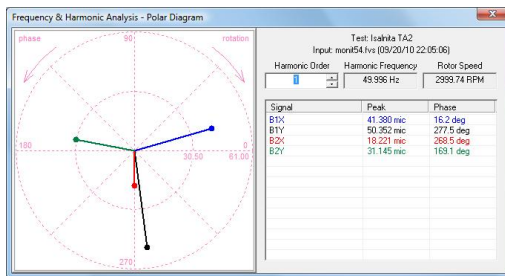 Frequency & Harmonic Analysis - Polar Diagram
phase
90
rotation
180
0
30.50
61.00
270
Test: Isalnita TA2
Input: monit54.fvs (09/20/10 22:05:06)
Harmonic Order Harmonic Frequency Rotor Speed
1 49.996 Hz 2999.74 RPM
Signal Peak Phase
B1X 41.380 mic 16.2 deg
B1Y 50.352 mic 277.5 deg
B2X 18.221 mic 268.5 deg
B2Y 31.145 mic 169.1 deg